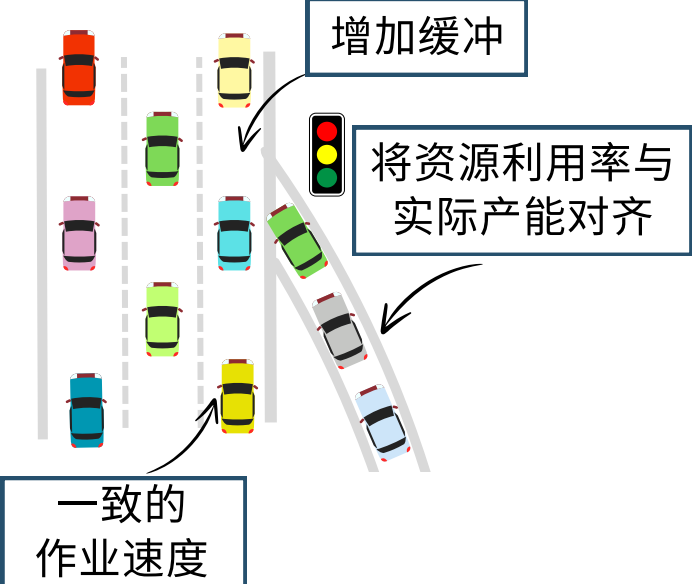 增加缓冲
将资源利用率与
实际产能对齐
一致的
作业速度